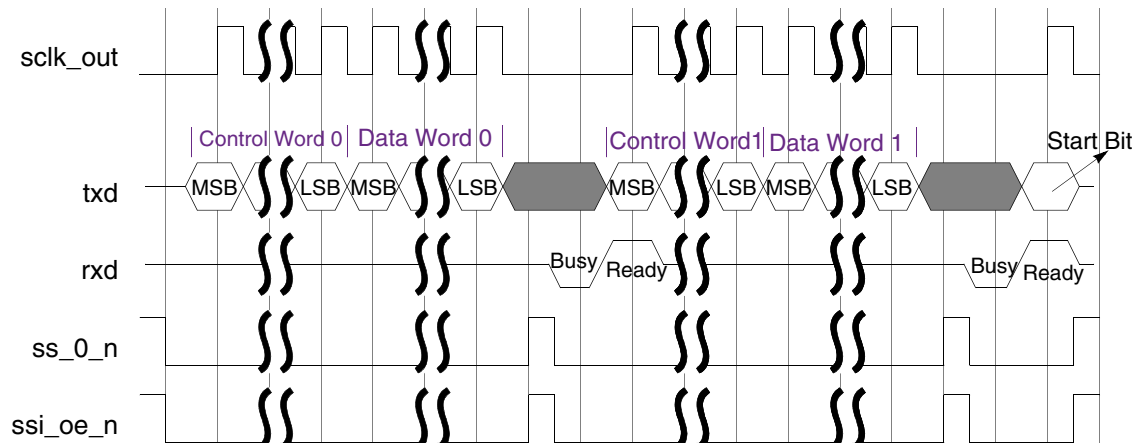 sclk_out
Control Word 0 Data Word 0 Control Word1 Data Word 1
Start Bit
txd MSB LSB MSB LSB MSB LSB MSB LSB
rxd Busy Ready Busy Ready
ss_0_n
ssi_oe_n